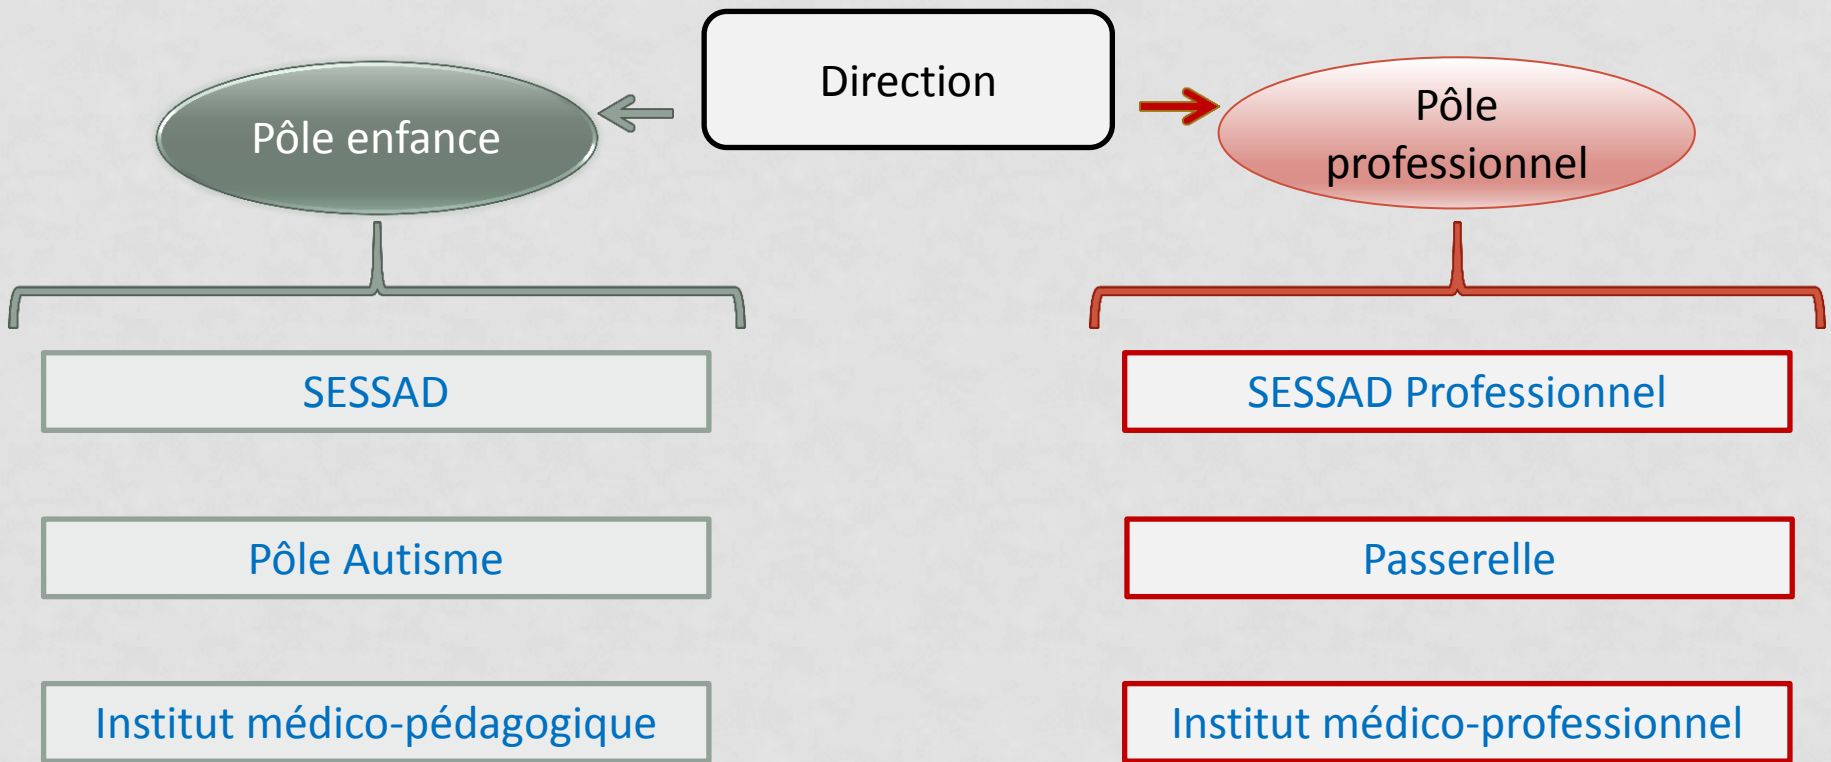 Direction
Pôle enfance
Pôle
professionnel
SESSAD
SESSAD Professionnel
Pôle Autisme
Passerelle
Institut médico-pédagogique
Institut médico-professionnel